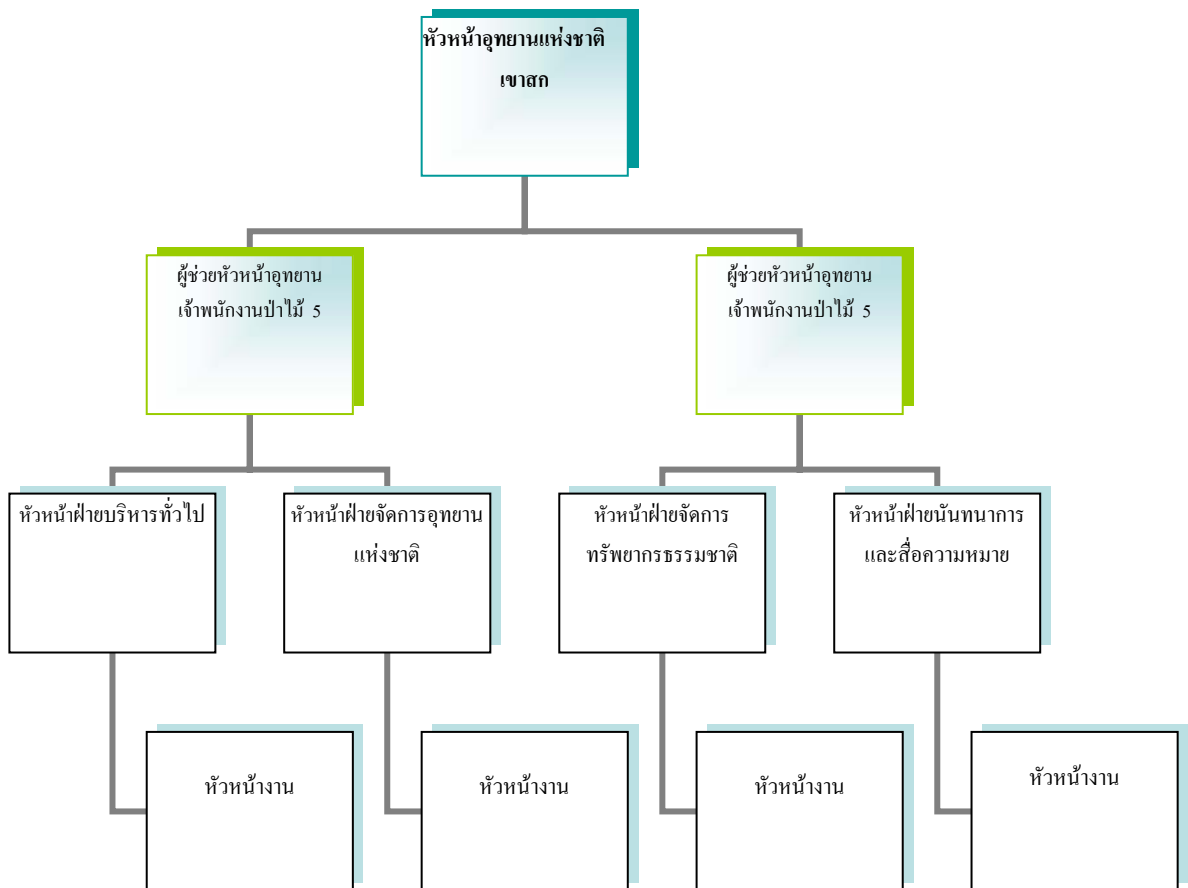 หัวหน้าอุทยานแห่งชาติ
เขาสก
ผู้ช่วยหัวหน้าอุทยาน
เจ้าพนักงานป่าไม้ 5
ผู้ช่วยหัวหน้าอุทยาน
เจ้าพนักงานป่าไม้ 5
หัวหน้าฝ่ายบริหารทั่วไป
หัวหน้าฝ่ายจัดการอุทยาน
แห่งชาติ
หัวหน้าฝ่ายจัดการ
ทรัพยากรธรรมชาติ
หัวหน้าฝ่ายนันทนาการ
และสื่อความหมาย
หัวหน้างาน
หัวหน้างาน
หัวหน้างาน
หัวหน้างาน